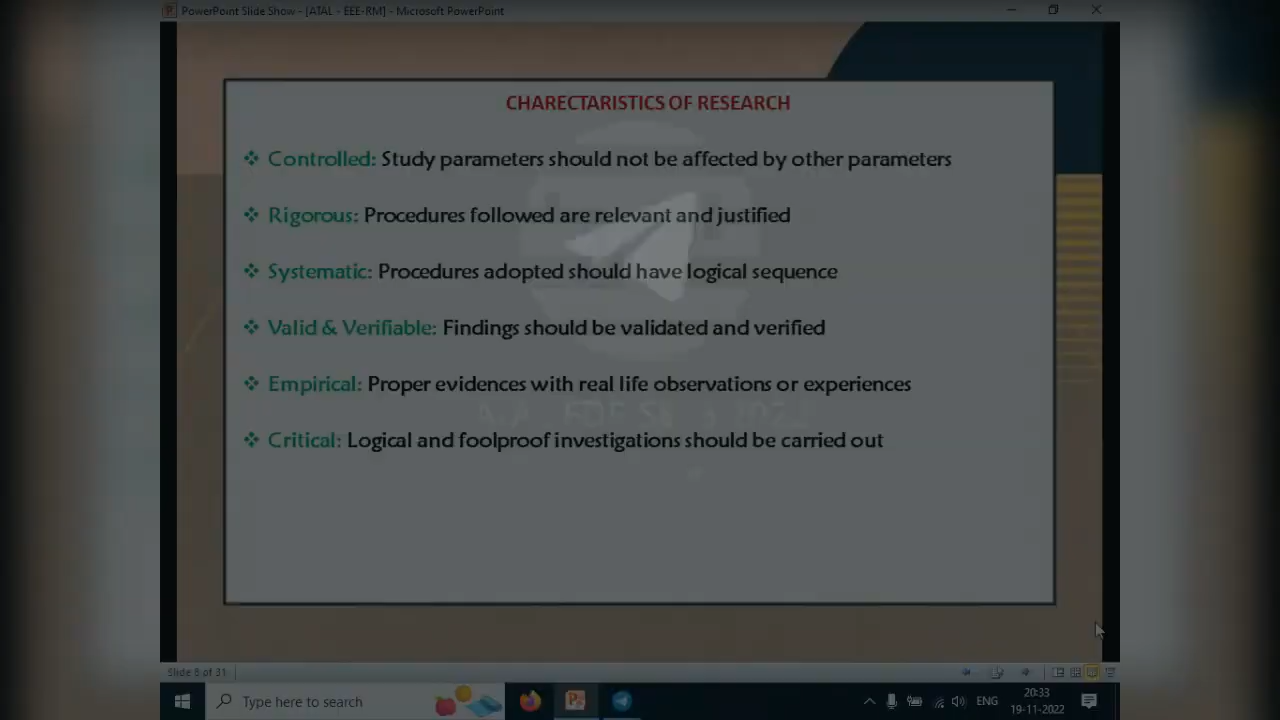 PowerPoint Slide Show - [ATAL - EEE-RM] - Microsoft PowerPoint
CHARECTARISTICS OF RESEARCH
❖ Controlled: Study parameters should not be affected by other parameters
❖ Rigorous: Procedures followed are relevant and justified
❖ Systematic: Procedures adopted should have logical sequence
❖ Valid & Verifiable: Findings should be validated and verified
❖ Empirical: Proper evidences with real life observations or experiences
❖ Critical: Logical and foolproof investigations should be carried out
Slide 8 of 31
Type here to search
ENG
20:33
19-11-2022